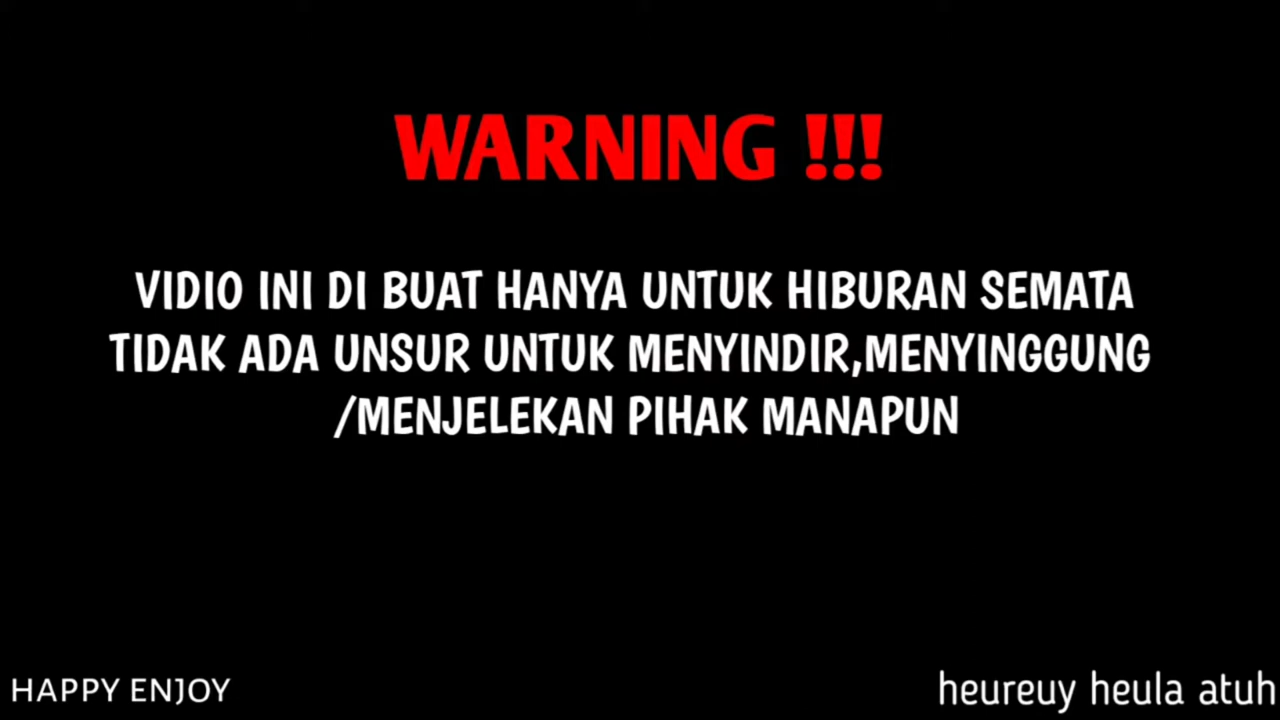 WARNING !!!
VIDIO INI DI BUAT HANYA UNTUK HIBURAN SEMATA
TIDAK ADA UNSUR UNTUK MENYINDIR,MENYINGGUNG
/MENJELEKAN PIHAK MANAPUN
HAPPY ENJOY
heureuy heula atuh